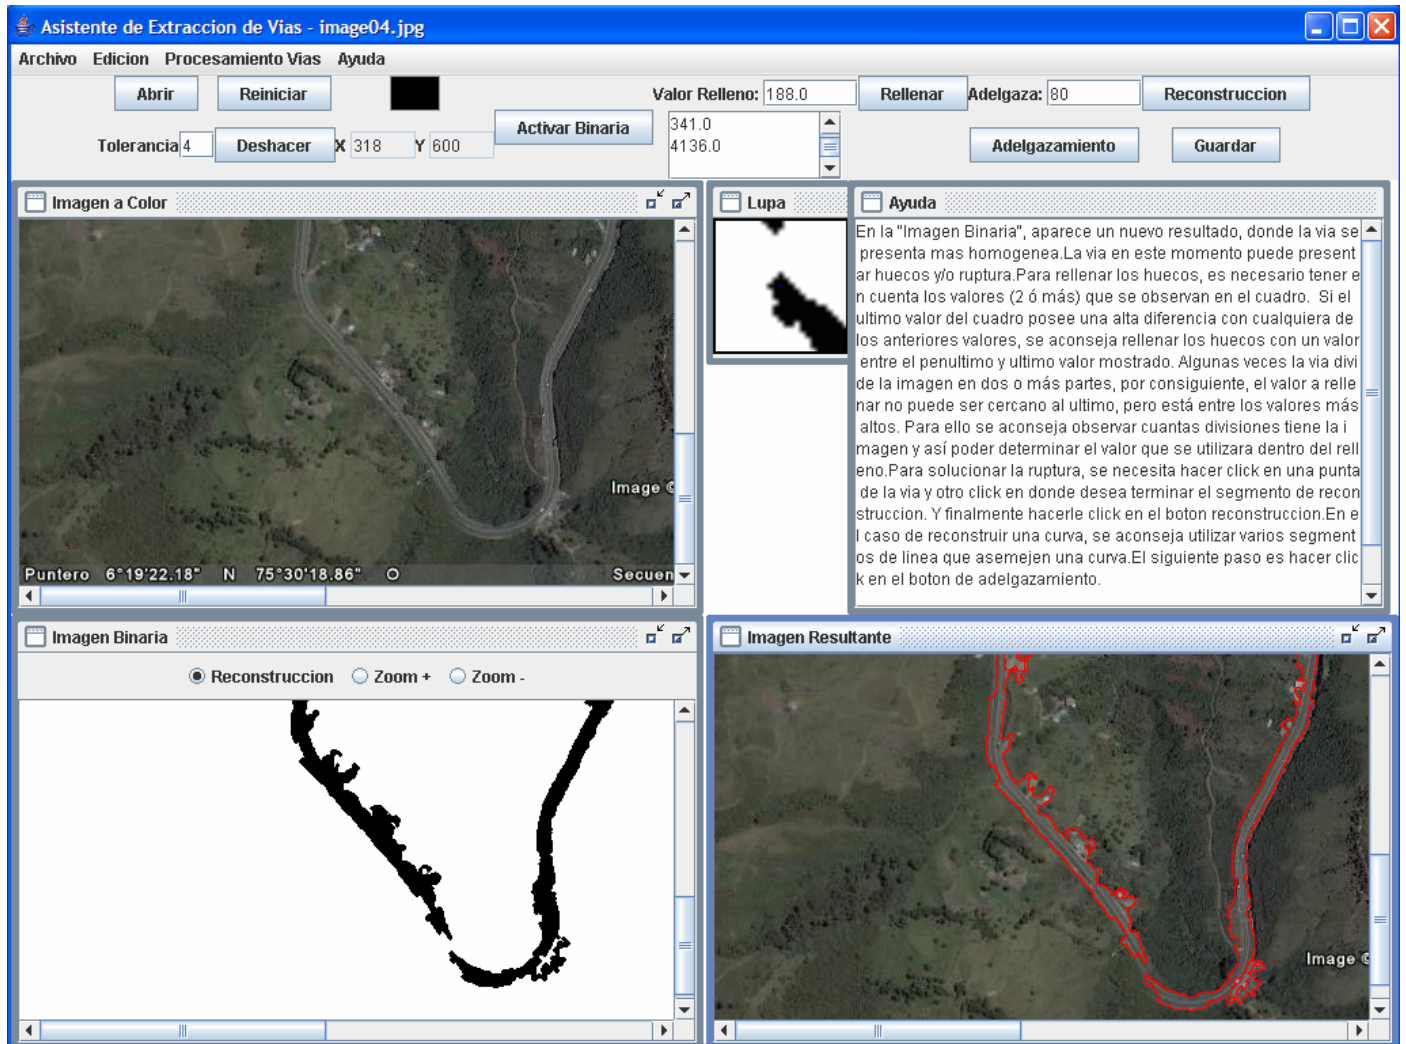 Asistente de Extraccion de Vias - image04.jpg
Archivo Edicion Procesamiento Vias Ayuda
Abrir Reiniciar Valor Relleno: 188.0 Rellenar Adelgaza: 80 Reconstruccion
Tolerancia 4 Deshacer X 318 Y 600 Activar Binaria 341.0
4136.0
Adelgazamiento Guardar
Imagen a Color
Image ©
Puntero 6°19'22.18" N 75°30'18.86" O Secuen
Lupa
Ayuda
En la "Imagen Binaria", aparece un nuevo resultado, donde la via se
presenta mas homogenea.La via en este momento puede present
ar huecos y/o ruptura.Para rellenar los huecos, es necesario tener e
n cuenta los valores (2 ó más) que se observan en el cuadro.  Si el
ultimo valor del cuadro posee una alta diferencia con cualquiera de
los anteriores valores, se aconseja rellenar los huecos con un valor
entre el penultimo y ultimo valor mostrado. Algunas veces la via divi
de la imagen en dos o más partes, por consiguiente, el valor a relle
nar no puede ser cercano al ultimo, pero está entre los valores más
altos. Para ello se aconseja observar cuantas divisiones tiene la i
magen y así poder determinar el valor que se utilizara dentro del rell
eno.Para solucionar la ruptura, se necesita hacer click en una punta
de la via y otro click en donde desea terminar el segmento de recon
struccion. Y finalmente hacerle click en el boton reconstruccion.En e
l caso de reconstruir una curva, se aconseja utilizar varios segment
os de linea que asemejen una curva.El siguiente paso es hacer clic
k en el boton de adelgazamiento.
Imagen Binaria
Reconstruccion Zoom + Zoom -
Imagen Resultante
Image ©